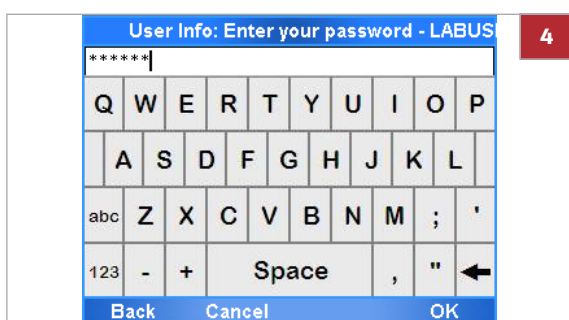 User Info: Enter your password - LABUS
4
******
Q W E R T Y U I O P
A S D F G H J K L
abc Z X C V B N M ; '
123 - + Space , "
Back Cancel OK